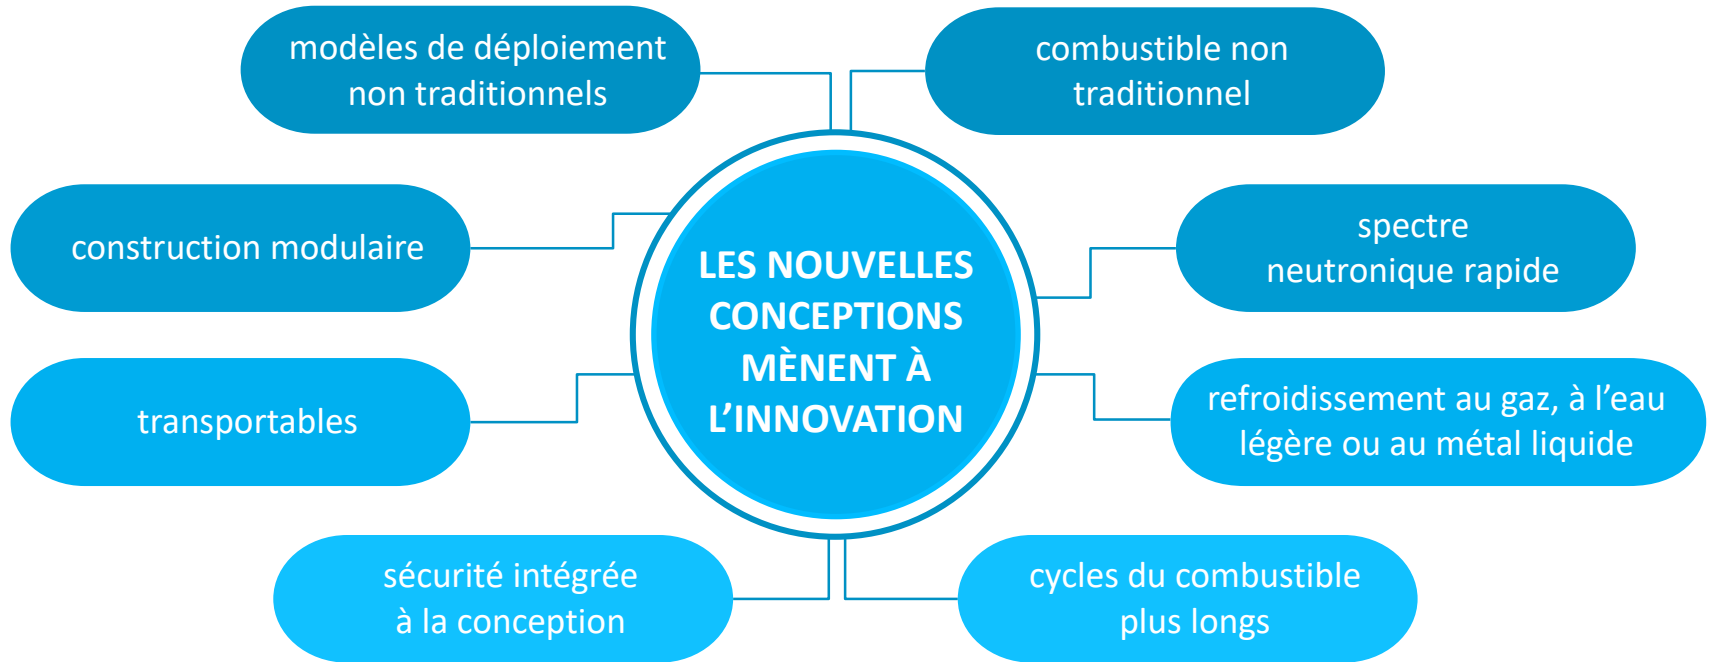 modèles de déploiement
non traditionnels
combustible non
traditionnel
construction modulaire
spectre
neutronique rapide
LES NOUVELLES
CONCEPTIONS
MÈNENT À
L’INNOVATION
transportables
refroidissement au gaz, à l’eau
légère ou au métal liquide
sécurité intégrée
à la conception
cycles du combustible
plus longs